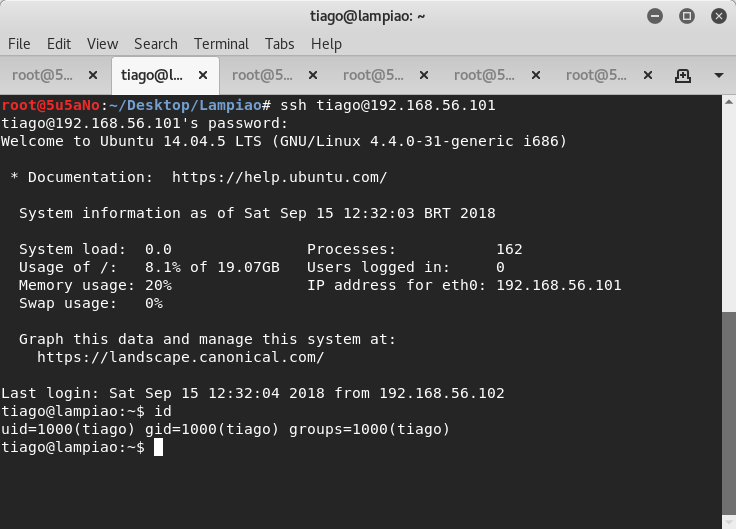 tiago@lampiao: ~
File Edit View Search Terminal Tabs Help
root@5... tiago@l... root@5... root@5... root@5... root@5...
root@5u5aNo:~/Desktop/Lampiao# ssh tiago@192.168.56.101
tiago@192.168.56.101's password:
Welcome to Ubuntu 14.04.5 LTS (GNU/Linux 4.4.0-31-generic i686)
* Documentation:  https://help.ubuntu.com/
System information as of Sat Sep 15 12:32:03 BRT 2018
System load:  0.0               Processes:           162
Usage of /:   8.1% of 19.07GB   Users logged in:     0
Memory usage: 20%               IP address for eth0: 192.168.56.101
Swap usage:   0%
Graph this data and manage this system at:
https://landscape.canonical.com/
Last login: Sat Sep 15 12:32:04 2018 from 192.168.56.102
tiago@lampiao:~$ id
uid=1000(tiago) gid=1000(tiago) groups=1000(tiago)
tiago@lampiao:~$